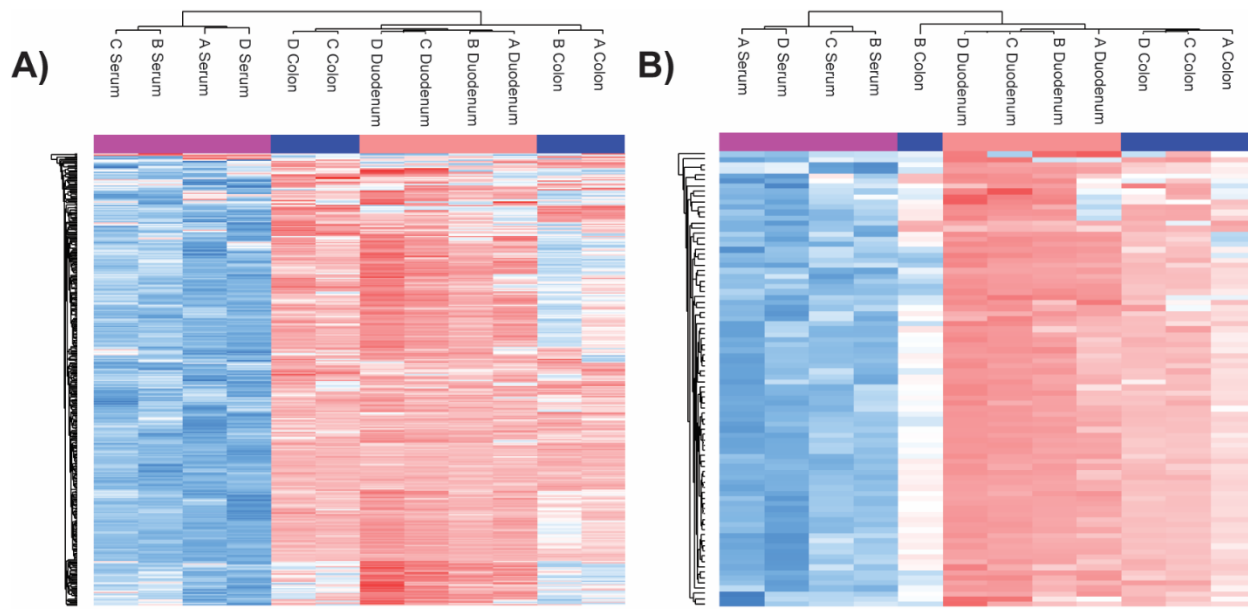 A)
C Serum
B Serum
A Serum
D Serum
D Colon
C Colon
D Duodenum
C Duodenum
B Duodenum
A Duodenum
B Colon
A Colon
B)
A Serum
D Serum
C Serum
B Serum
B Colon
D Duodenum
C Duodenum
B Duodenum
A Duodenum
D Colon
C Colon
A Colon